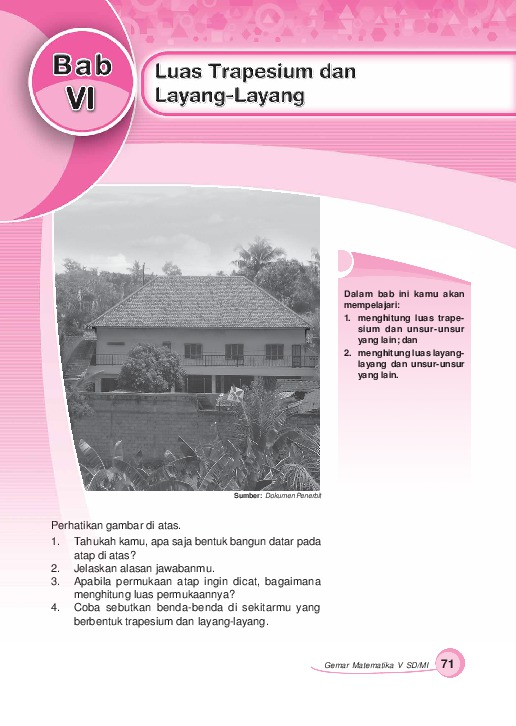 Bab
VI
Luas Trapesium dan
Layang-Layang
Dalam bab ini kamu akan
mempelajari:
1. menghitung luas trape-
sium dan unsur-unsur
yang lain; dan
2. menghitung luas layang-
layang dan unsur-unsur
yang lain.
Sumber: Dokumen Penerbit
Perhatikan gambar di atas.
1. Tahukah kamu, apa saja bentuk bangun datar pada
atap di atas?
2. Jelaskan alasan jawabanmu.
3. Apabila permukaan atap ingin dicat, bagaimana
menghitung luas permukaannya?
4. Coba sebutkan benda-benda di sekitarmu yang
berbentuk trapesium dan layang-layang.
Gemar Matematika V SD/MI 71